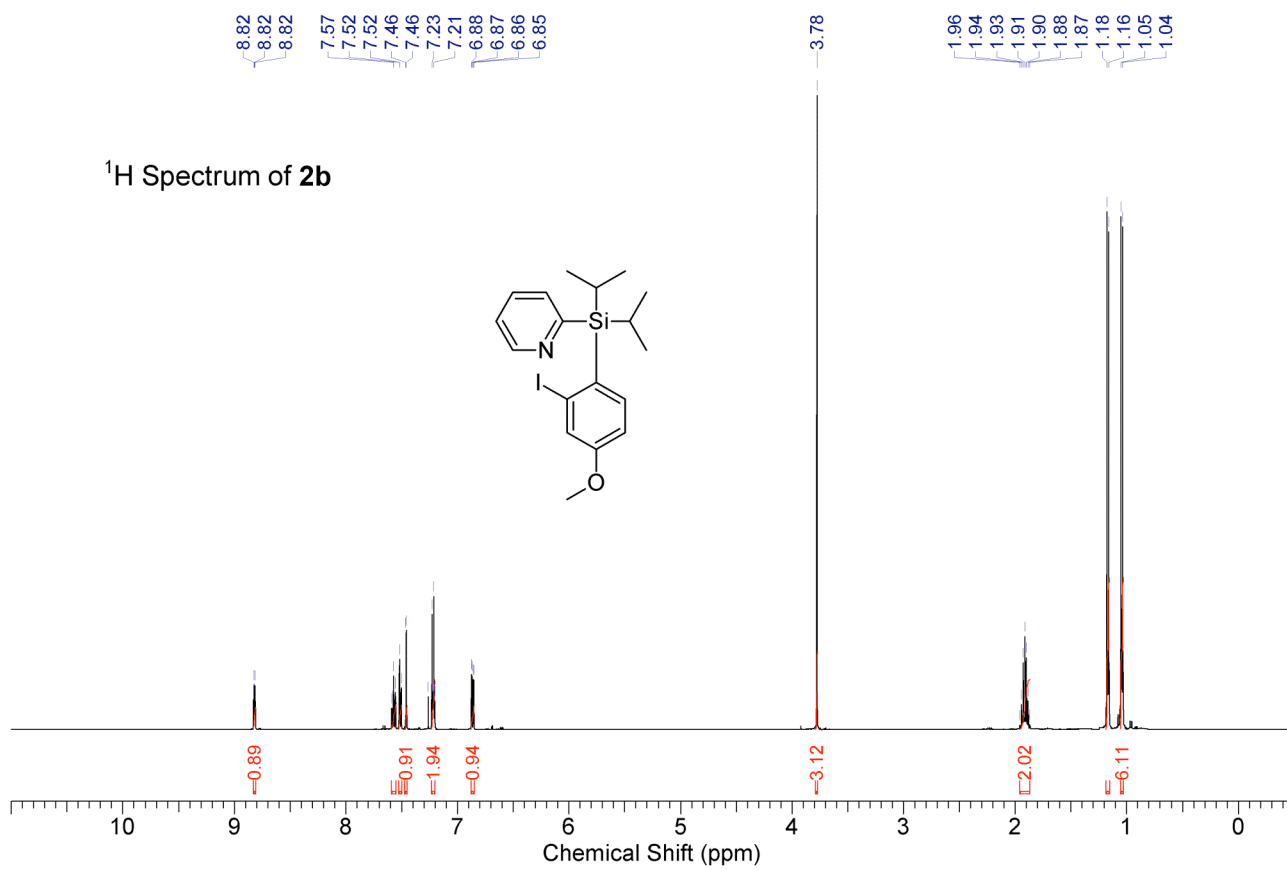 8.82 8.82 8.82 7.57 7.52 7.52 7.46 7.46 7.23 7.21 6.88 6.87 6.86 6.85 3.78 1.96 1.94 1.93 1.91 1.90 1.88 1.87 1.18 1.16 1.05 1.04
1H Spectrum of 2b
Si
N
I
O
0.89 0.91 1.94 0.94 3.12 2.02 6.11
10 9 8 7 6 5 4 3 2 1 0
Chemical Shift (ppm)